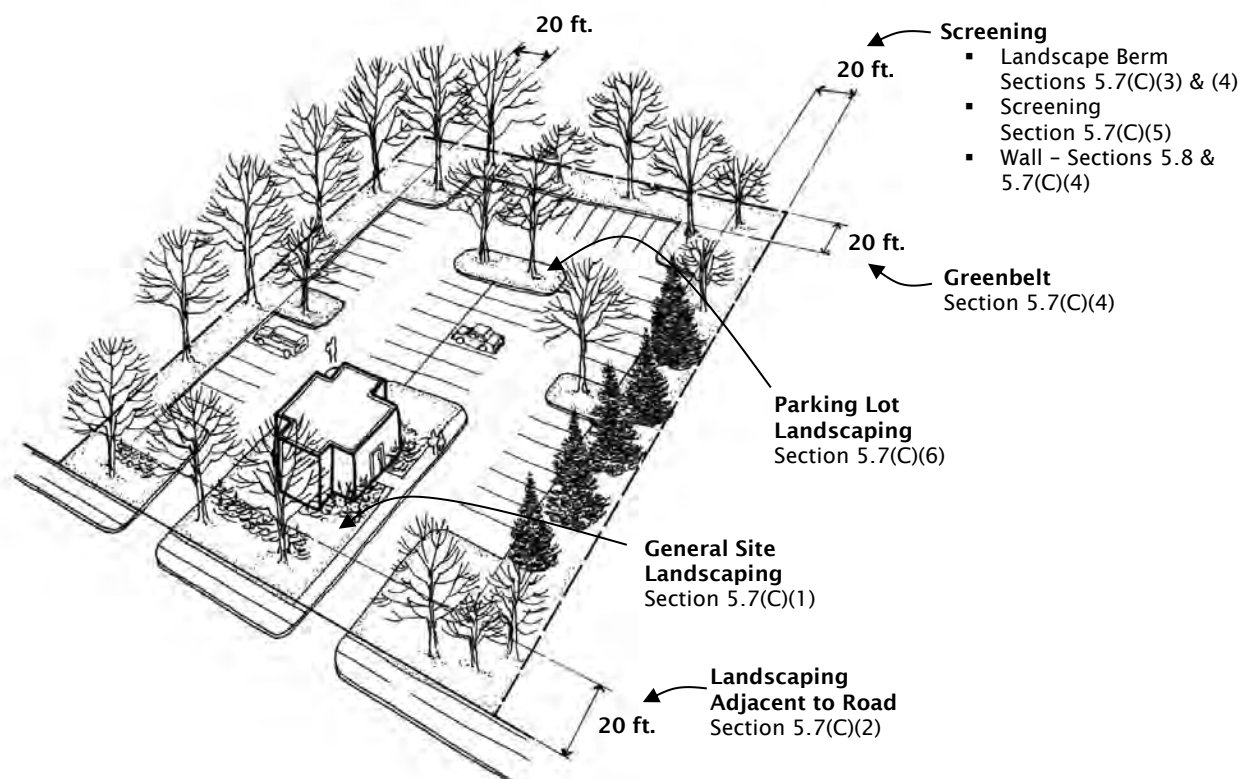 20 ft.
Screening
▪ Landscape Berm
Sections 5.7(C)(3) & (4)
▪ Screening
Section 5.7(C)(5)
▪ Wall – Sections 5.8 &
5.7(C)(4)
20 ft.
20 ft.
Greenbelt
Section 5.7(C)(4)
Parking Lot
Landscaping
Section 5.7(C)(6)
General Site
Landscaping
Section 5.7(C)(1)
Landscaping
Adjacent to Road
Section 5.7(C)(2)
20 ft.